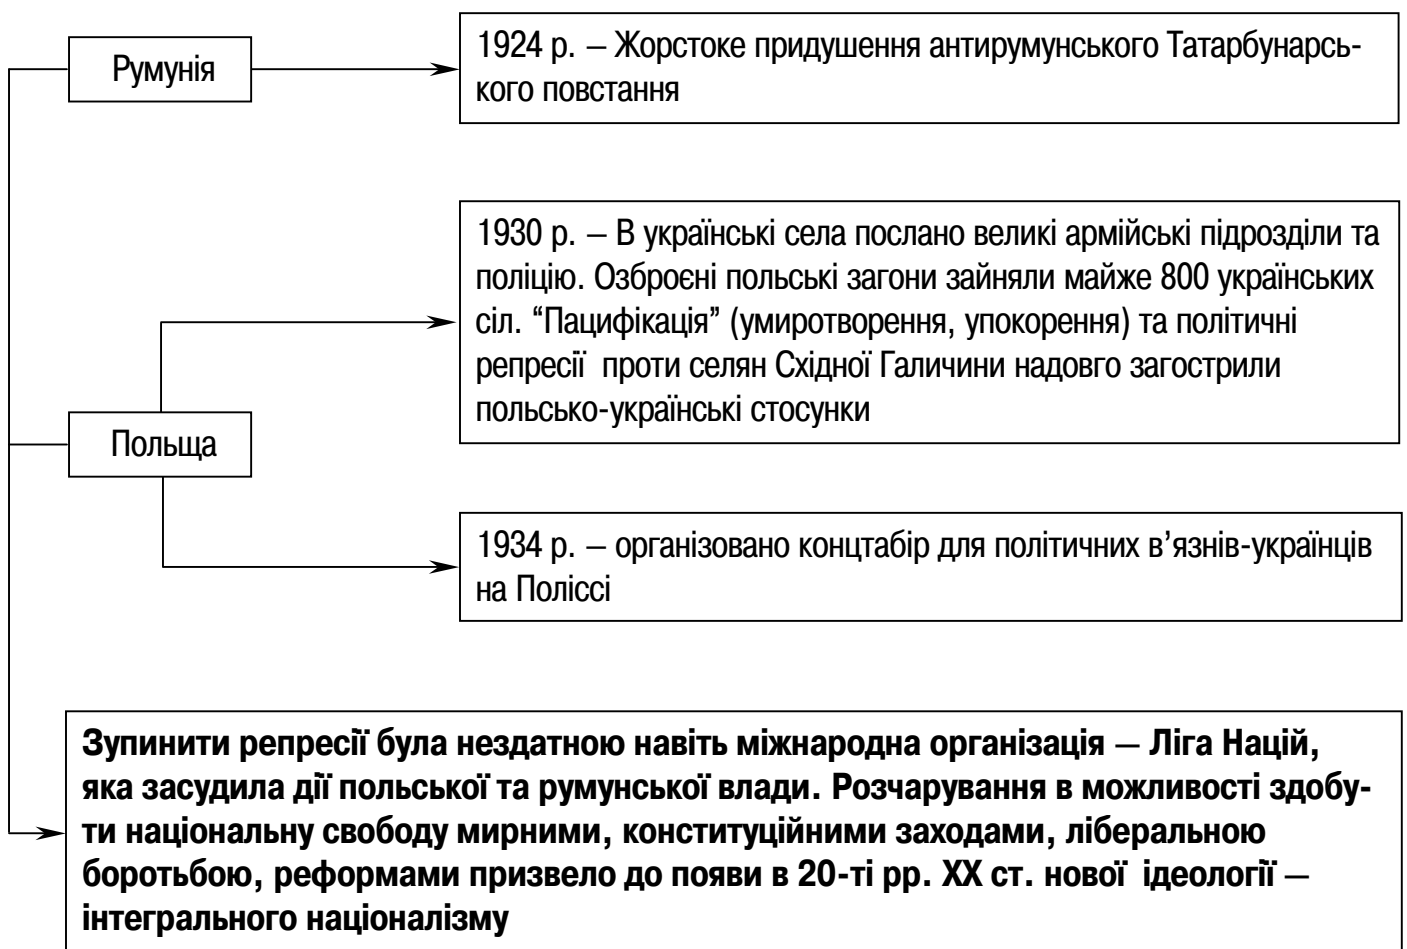 Румунія
1924 р. – Жорстоке придушення антирумунського Татарбунарсь-
кого повстання
1930 р. – В українські села послано великі армійські підрозділи та
поліцію. Озброєні польські загони зайняли майже 800 українських
сіл. “Пацифікація” (умиротворення, упокорення) та політичні
репресії проти селян Східної Галичини надовго загострили
польсько-українські стосунки
Польща
1934 р. – організовано концтабір для політичних в’язнів-українців
на Поліссі
Зупинити репресії була нездатною навіть міжнародна організація – Ліга Націй,
яка засудила дії польської та румунської влади. Розчарування в можливості здобу-
ти національну свободу мирними, конституційними заходами, ліберальною
боротьбою, реформами призвело до появи в 20-ті рр. ХХ ст. нової ідеології –
інтегрального націоналізму